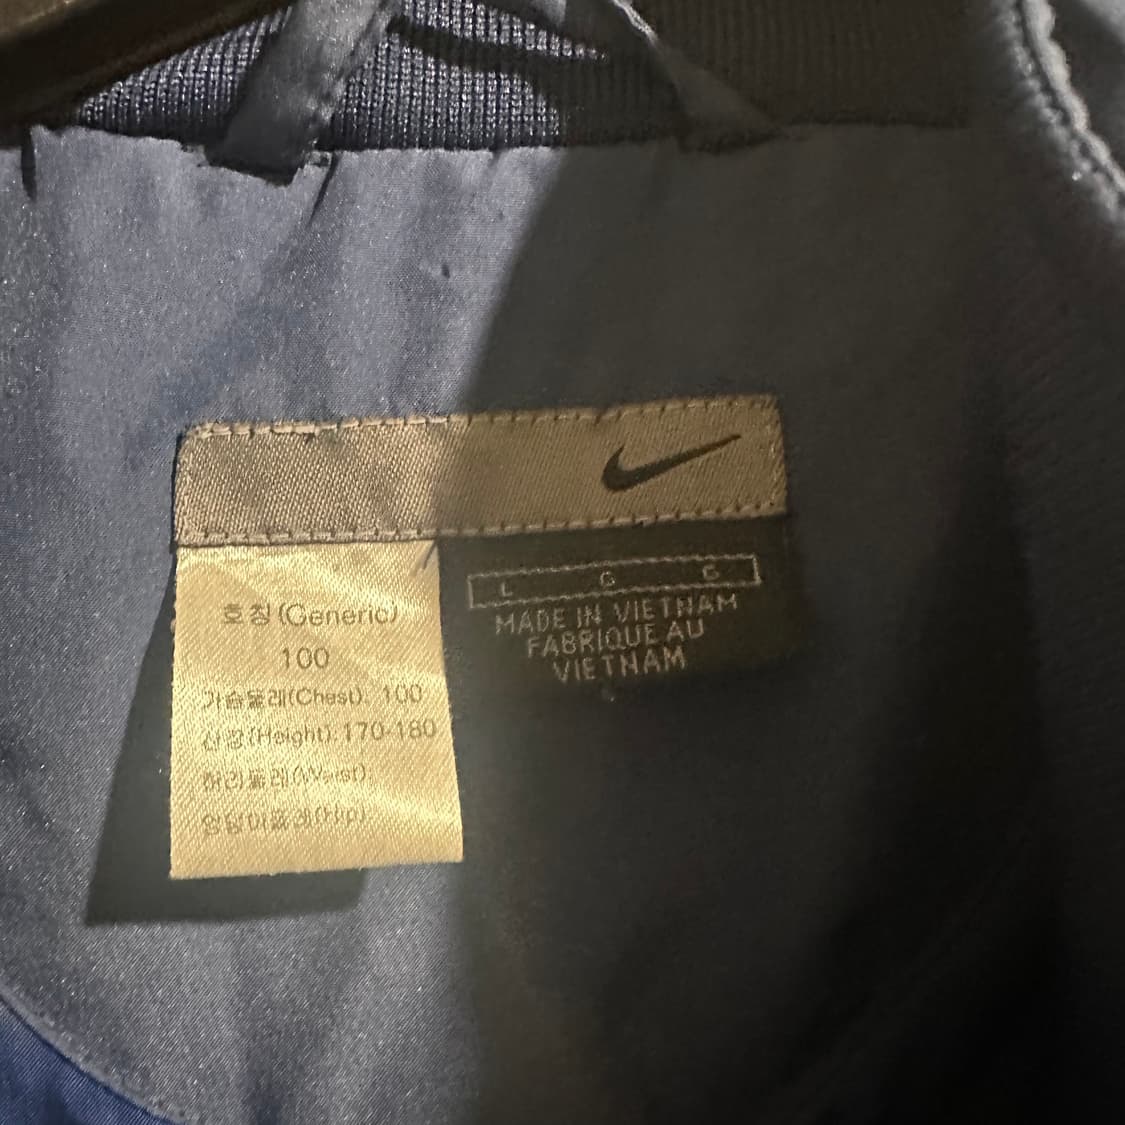 호칭(Generic)
100
가슴둘레(Chest). 100
신장(Height). 170-180
허리둘레(Waist).
엉덩이둘레(Hip)
L G G
MADE IN VIETNAM
FABRIQUE AU
VIETNAM